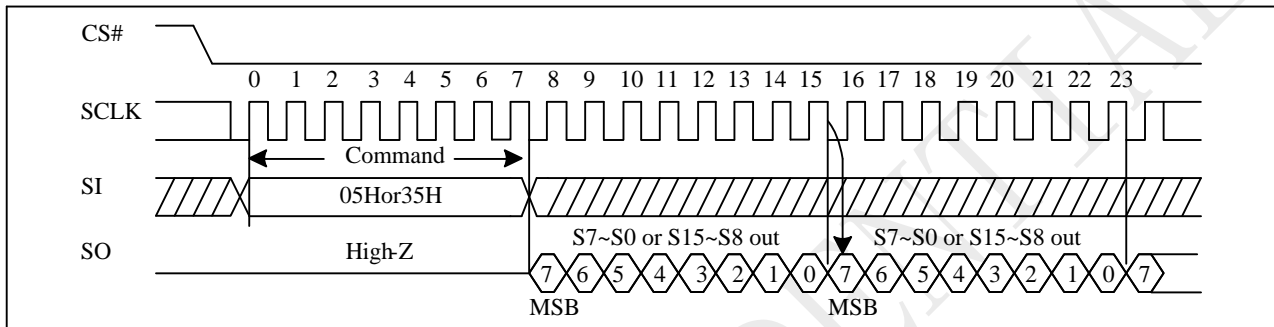 CS#
0 1 2 3 4 5 6 7 8 9 10 11 12 13 14 15 16 17 18 19 20 21 22 23
SCLK
Command
SI
05Hor35H
S7~S0 or S15~S8 out S7~S0 or S15~S8 out
SO
High-Z
7 6 5 4 3 2 1 0 7 6 5 4 3 2 1 0 7
MSB MSB